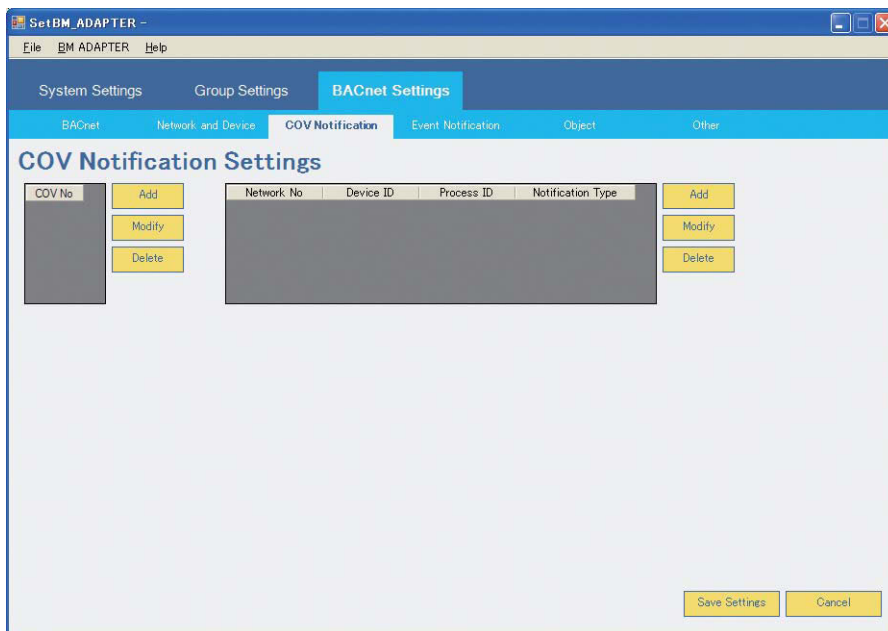 SetBM_ADAPTER -
File BM ADAPTER Help
System Settings Group Settings BACnet Settings
BACnet Network and Device COV Notification Event Notification Object Other
COV Notification Settings
COV No Add Network No Device ID Process ID Notification Type Add
Modify Modify
Delete Delete
Save Settings Cancel